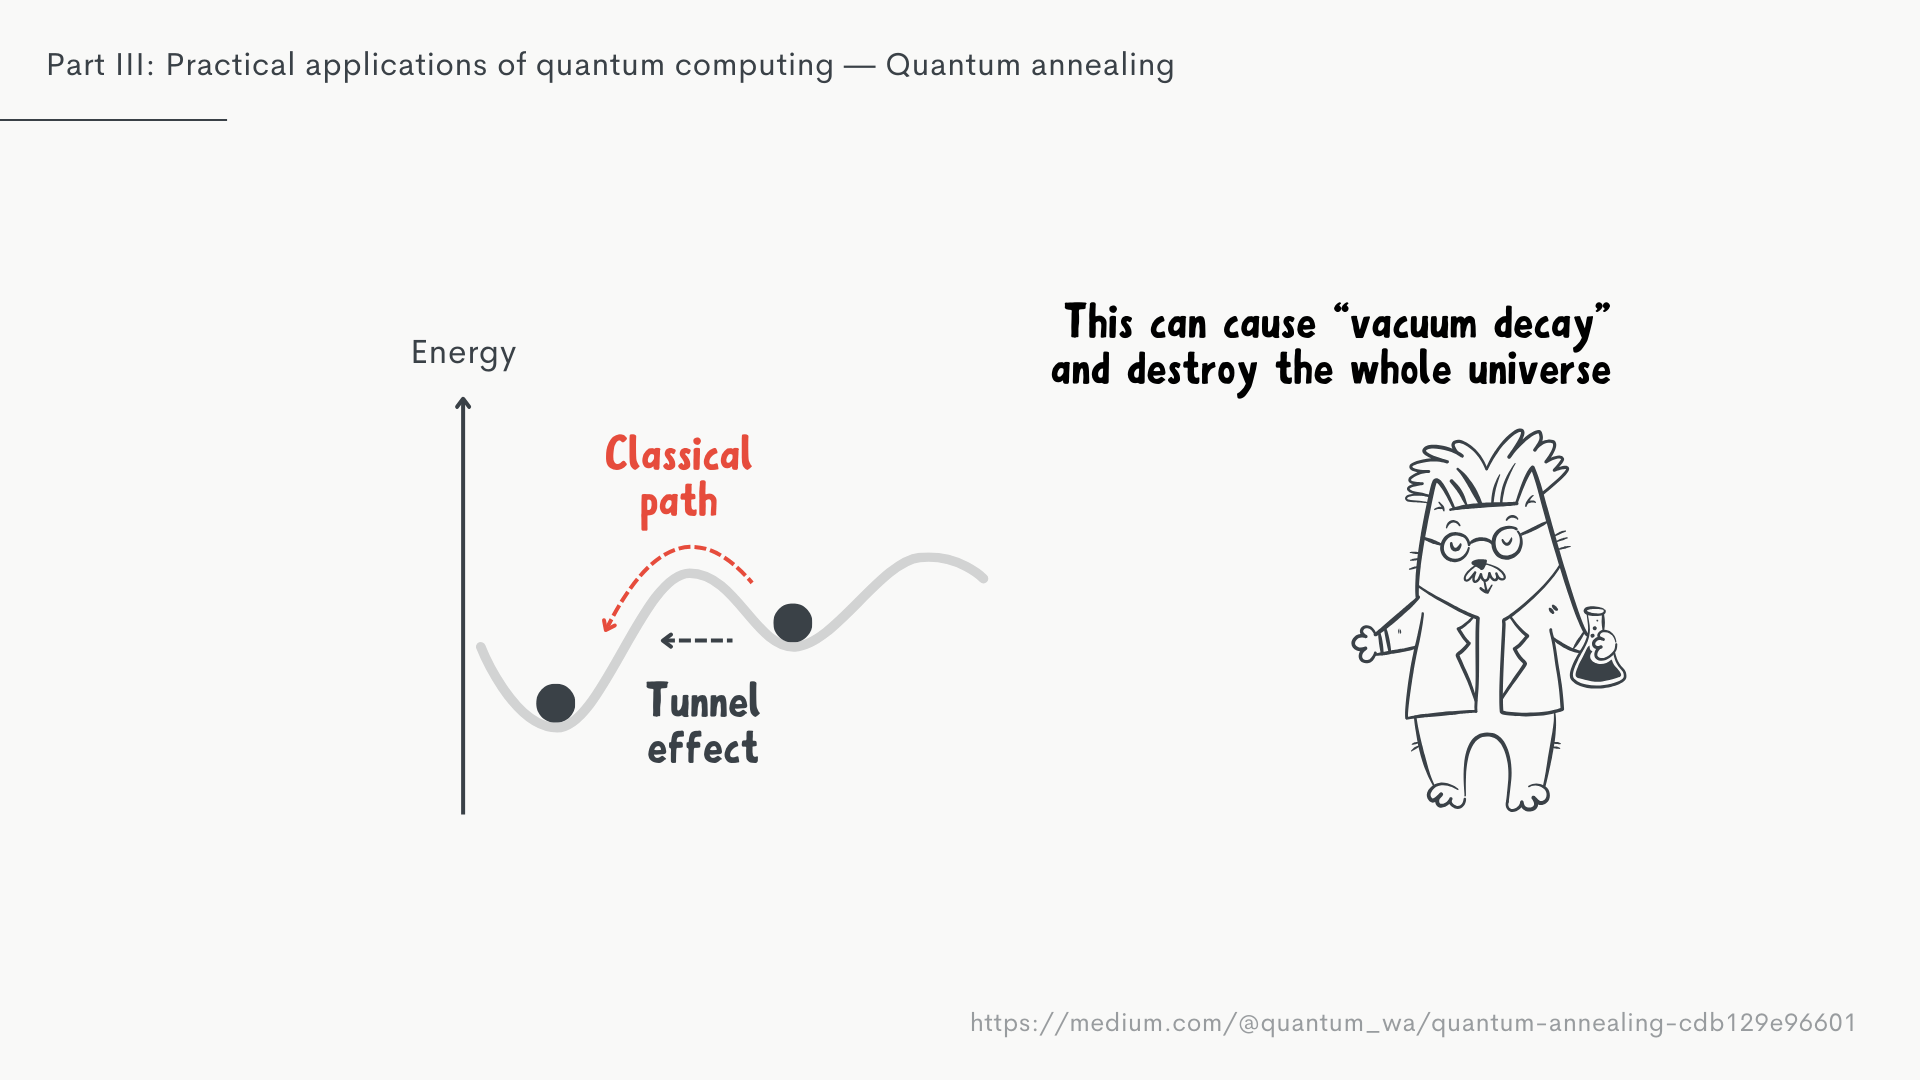 Part III: Practical applications of quantum computing — Quantum annealing
This can cause “vacuum decay”
and destroy the whole universe
Energy
Classical
path
Tunnel
effect
https://medium.com/@quantum_wa/quantum-annealing-cdb129e96601